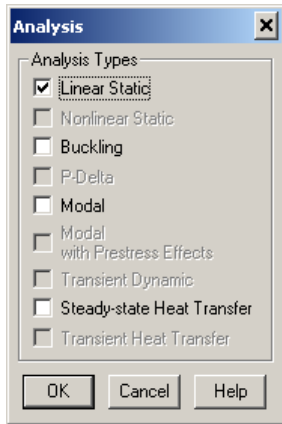 Analysis
Analysis Types
Linear Static
Nonlinear Static
Buckling
P-Delta
Modal
Modal
with Prestress Effects
Transient Dynamic
Steady-state Heat Transfer
Transient Heat Transfer
OK Cancel Help